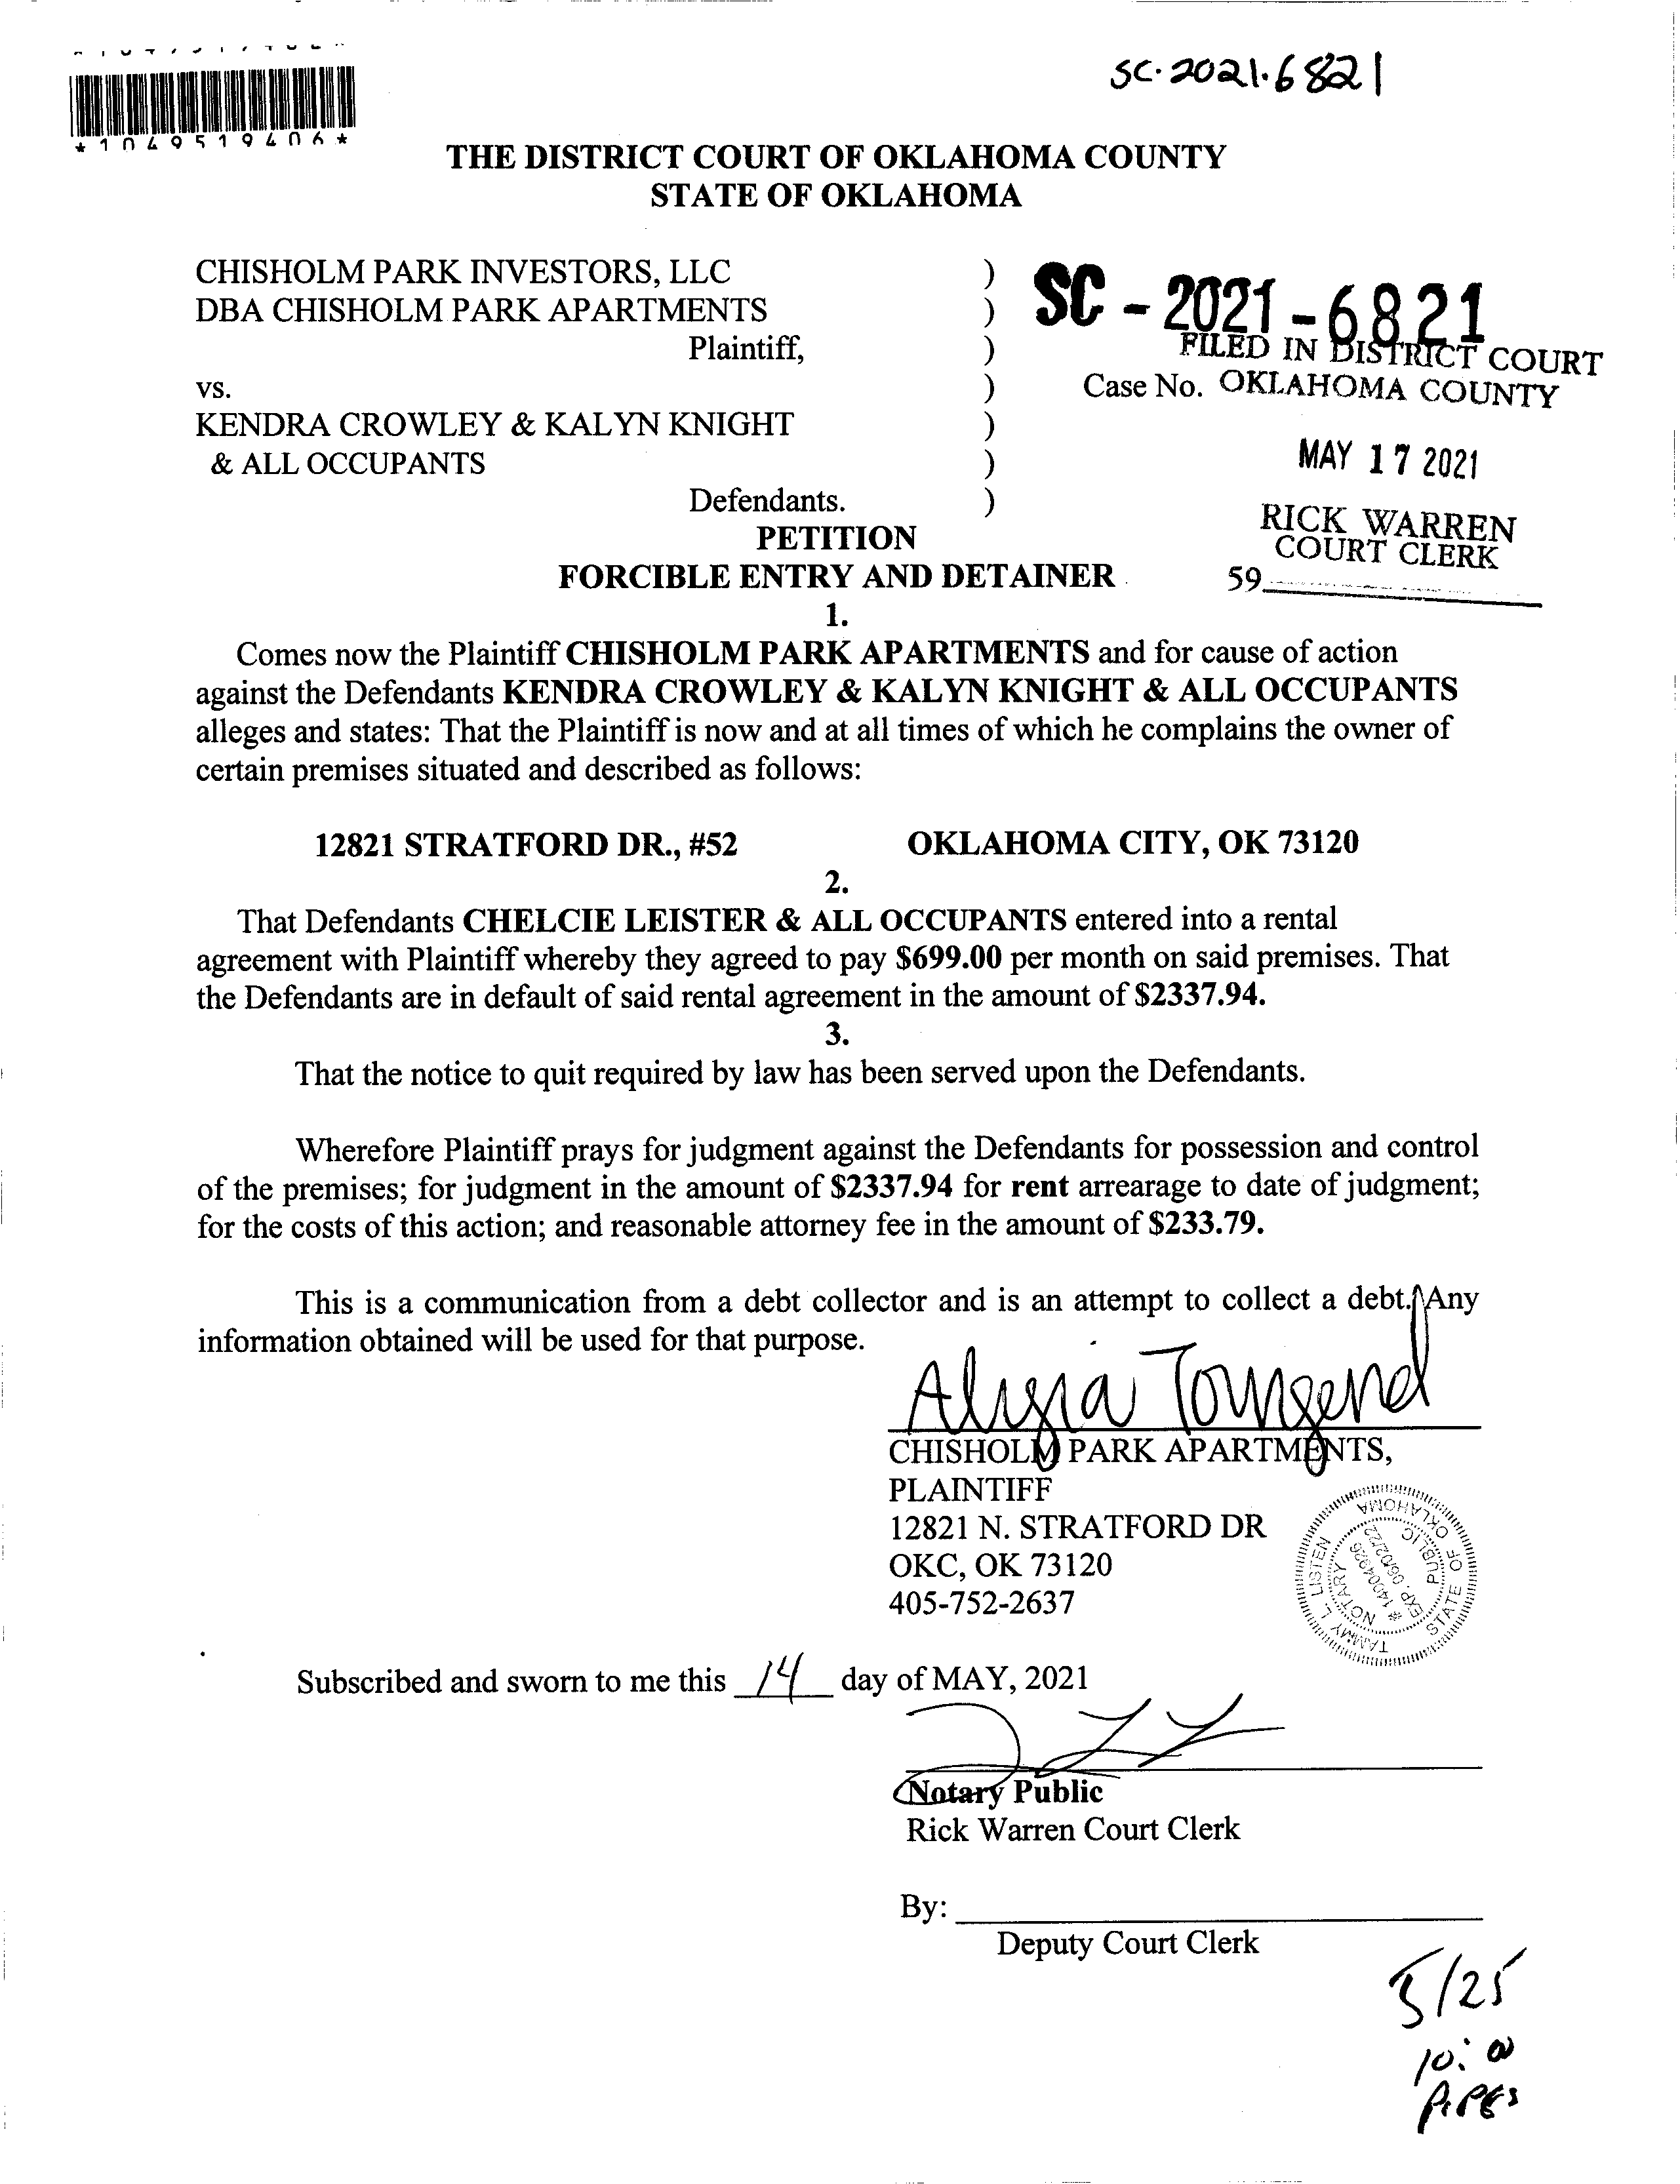 SC·2021·6821
*1049519406*
THE DISTRICT COURT OF OKLAHOMA COUNTY
STATE OF OKLAHOMA
CHISHOLM PARK INVESTORS, LLC )
DBA CHISHOLM PARK APARTMENTS )
Plaintiff, )
vs. )
KENDRA CROWLEY & KALYN KNIGHT )
& ALL OCCUPANTS )
Defendants. )
SC - 2021 - 6821
FILED IN DISTRICT COURT
Case No. OKLAHOMA COUNTY
MAY 17 2021
RICK WARREN
COURT CLERK
59
PETITION
FORCIBLE ENTRY AND DETAINER
1.
Comes now the Plaintiff CHISHOLM PARK APARTMENTS and for cause of action
against the Defendants KENDRA CROWLEY & KALYN KNIGHT & ALL OCCUPANTS
alleges and states: That the Plaintiff is now and at all times of which he complains the owner of
certain premises situated and described as follows:
12821 STRATFORD DR., #52 OKLAHOMA CITY, OK 73120
2.
That Defendants CHELCIE LEISTER & ALL OCCUPANTS entered into a rental
agreement with Plaintiff whereby they agreed to pay $699.00 per month on said premises. That
the Defendants are in default of said rental agreement in the amount of $2337.94.
3.
That the notice to quit required by law has been served upon the Defendants.
Wherefore Plaintiff prays for judgment against the Defendants for possession and control
of the premises; for judgment in the amount of $2337.94 for rent arrearage to date of judgment;
for the costs of this action; and reasonable attorney fee in the amount of $233.79.
This is a communication from a debt collector and is an attempt to collect a debt. Any
information obtained will be used for that purpose.
Alysia Townsend
CHISHOLM PARK APARTMENTS,
PLAINTIFF
12821 N. STRATFORD DR
OKC, OK 73120
405-752-2637
TAMMY L. LISTEN
NOTARY PUBLIC
# 14004926
EXP. 06/02/22
STATE OF OKLAHOMA
Subscribed and sworn to me this 14 day of MAY, 2021
Notary Public
Rick Warren Court Clerk
By:
Deputy Court Clerk
5/25
10:00